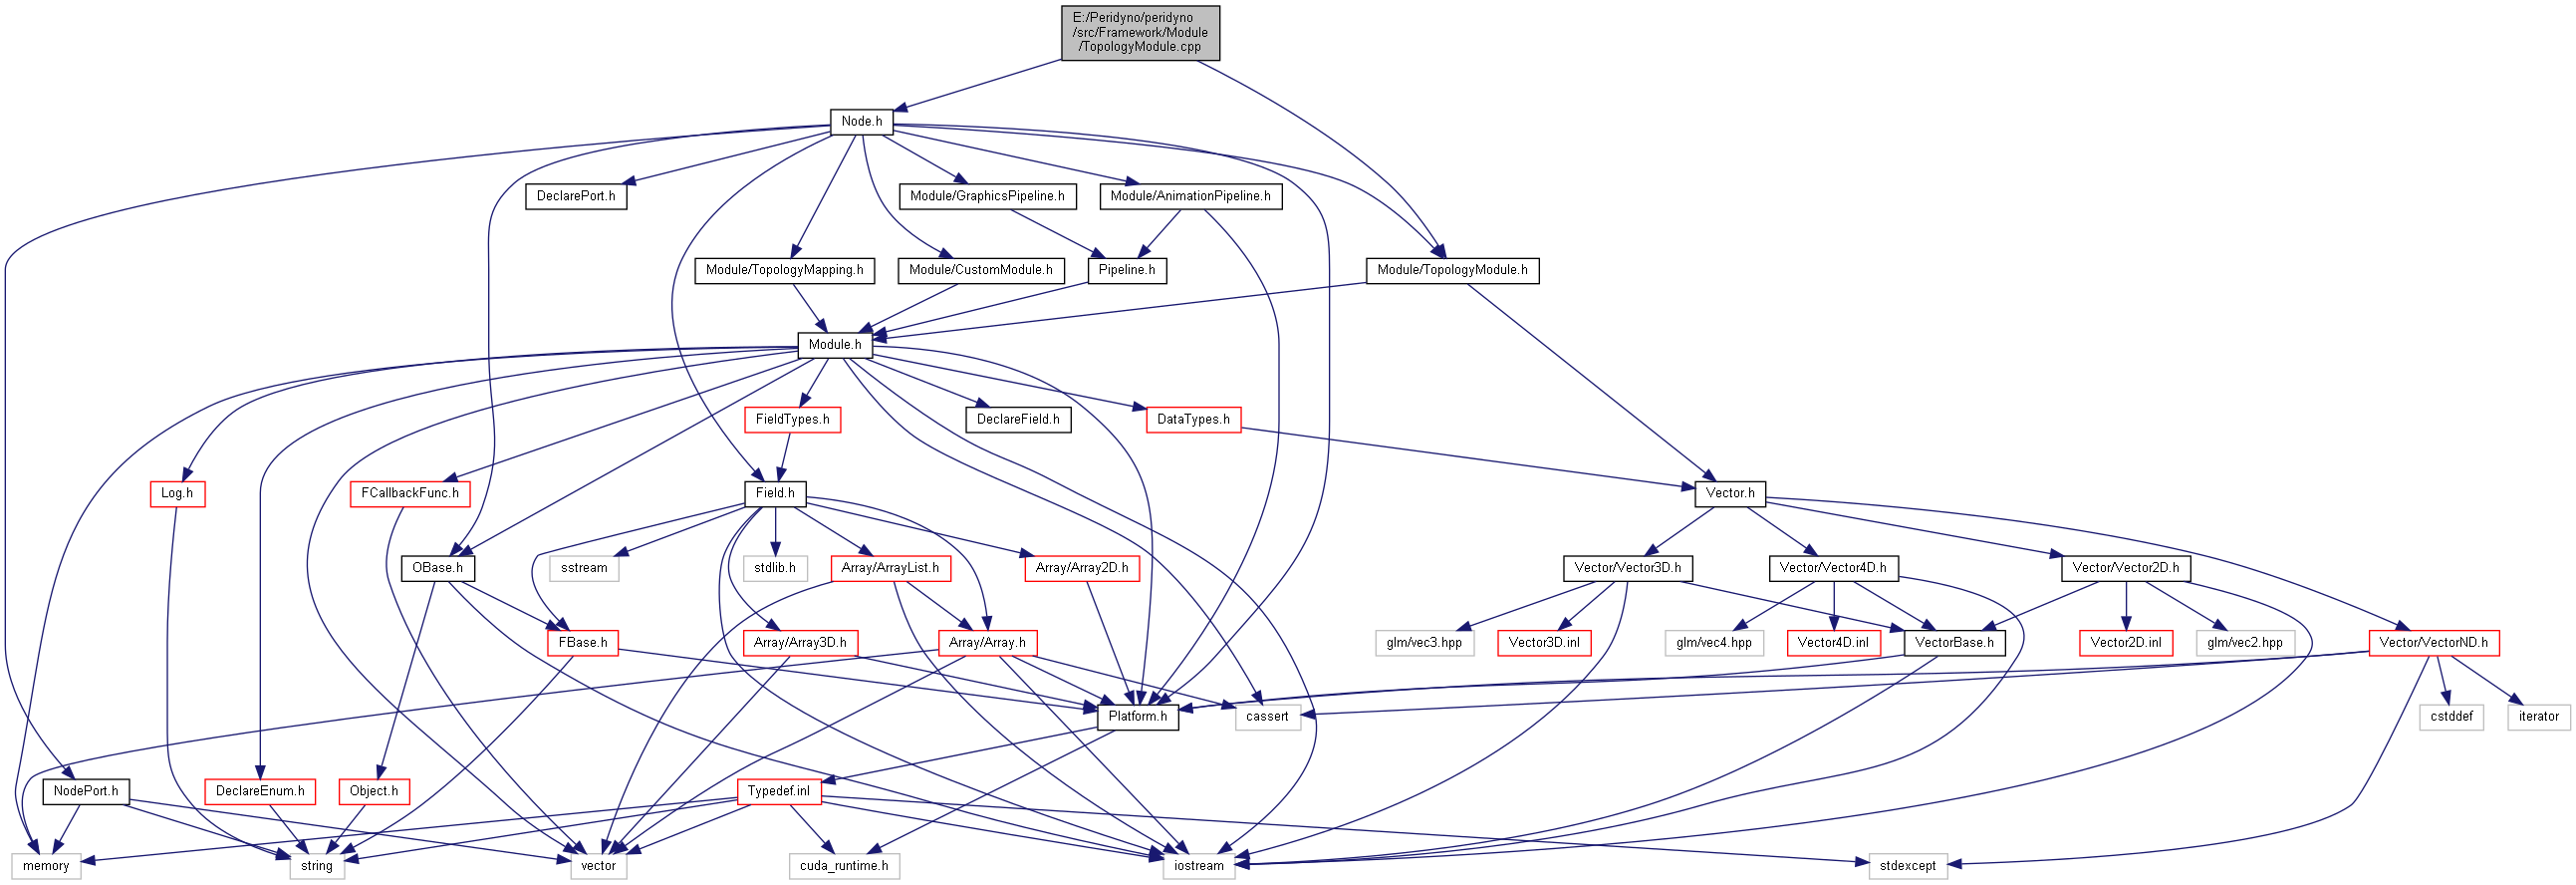 E:/Peridyno/peridyno
/src/Framework/Module
/TopologyModule.cpp
Node.h
DeclarePort.h
Module/GraphicsPipeline.h
Module/AnimationPipeline.h
Module/TopologyMapping.h
Module/CustomModule.h
Pipeline.h
Module/TopologyModule.h
Module.h
FieldTypes.h
DeclareField.h
DataTypes.h
Log.h
FCallbackFunc.h
Field.h
Vector.h
OBase.h
sstream
stdlib.h
Array/ArrayList.h
Array/Array2D.h
Vector/Vector3D.h
Vector/Vector4D.h
Vector/Vector2D.h
FBase.h
Array/Array3D.h
Array/Array.h
glm/vec3.hpp
Vector3D.inl
glm/vec4.hpp
Vector4D.inl
VectorBase.h
Vector2D.inl
glm/vec2.hpp
Vector/VectorND.h
Platform.h
cassert
cstddef
iterator
NodePort.h
DeclareEnum.h
Object.h
Typedef.inl
memory
string
vector
cuda_runtime.h
iostream
stdexcept